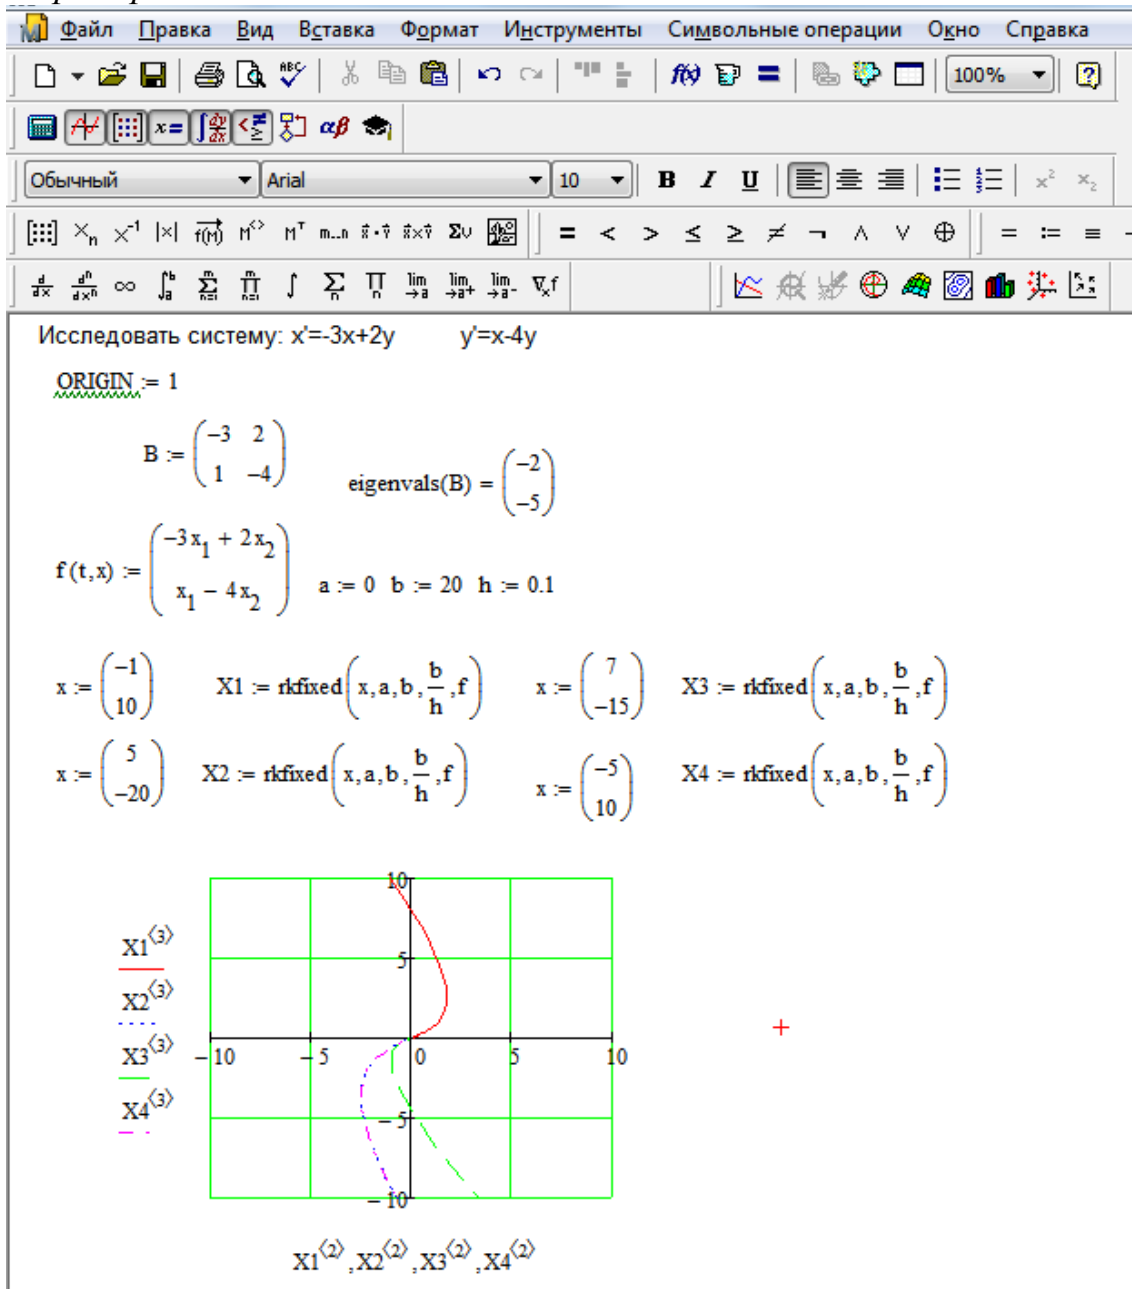 Файл Правка Вид Вставка Формат Инструменты Символьные операции Окно Справка
100%
Обычный Arial 10 B I U
Исследовать систему: x'=-3x+2y y'=x-4y
ORIGIN := 1
B := (−3 2; 1 −4) eigenvals(B) = (−2; −5)
f(t,x) := (−3x₁ + 2x₂; x₁ − 4x₂) a := 0 b := 20 h := 0.1
x := (−1; 10) X1 := rkfixed(x,a,b,b/h,f) x := (7; −15) X3 := rkfixed(x,a,b,b/h,f)
x := (5; −20) X2 := rkfixed(x,a,b,b/h,f) x := (−5; 10) X4 := rkfixed(x,a,b,b/h,f)
10
X1⟨3⟩
5
X2⟨3⟩
X3⟨3⟩
−10 −5 0 5 10
X4⟨3⟩
−5
−10
X1⟨2⟩,X2⟨2⟩,X3⟨2⟩,X4⟨2⟩